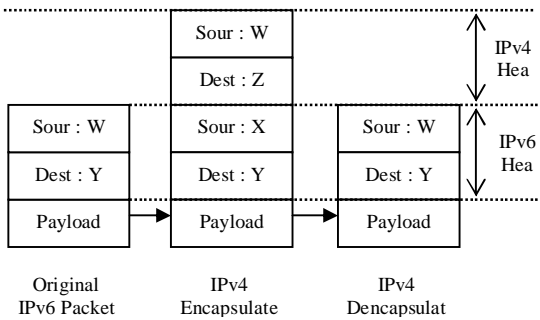 Sour : W
Dest : Z
IPv4
Hea
Sour : W
Dest : Y
Payload
Sour : X
Dest : Y
Payload
Sour : W
Dest : Y
Payload
IPv6
Hea
Original
IPv6 Packet
IPv4
Encapsulate
IPv4
Dencapsulat